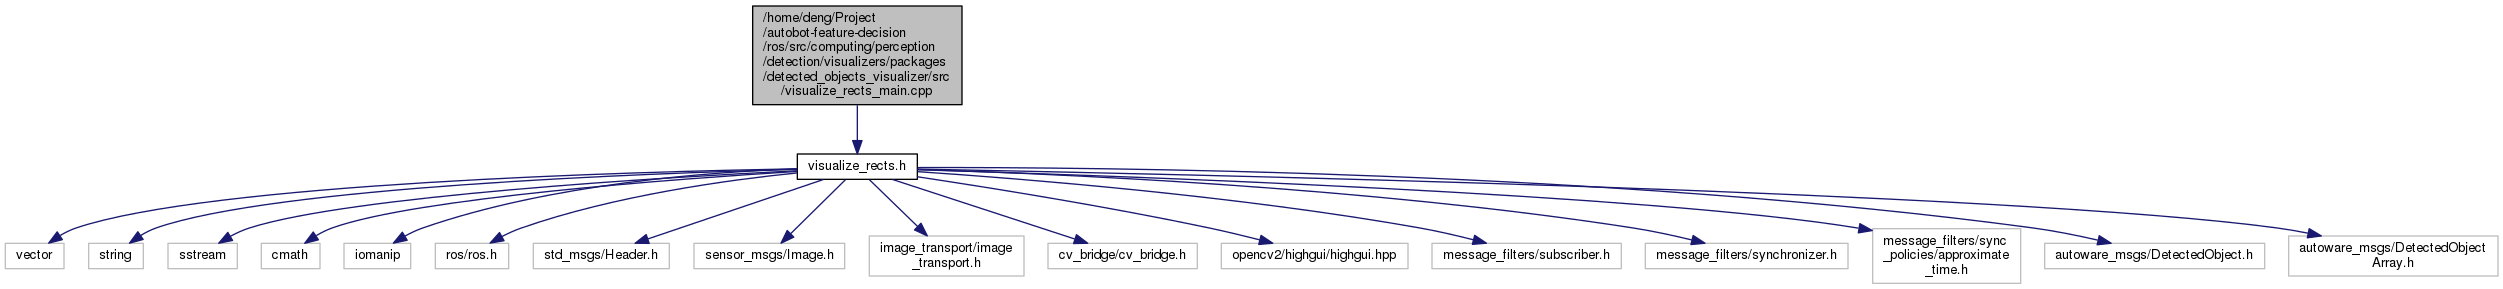 /home/deng/Project
/autobot-feature-decision
/ros/src/computing/perception
/detection/visualizers/packages
/detected_objects_visualizer/src
/visualize_rects_main.cpp
visualize_rects.h
vector
string
sstream
cmath
iomanip
ros/ros.h
std_msgs/Header.h
sensor_msgs/Image.h
image_transport/image
_transport.h
cv_bridge/cv_bridge.h
opencv2/highgui/highgui.hpp
message_filters/subscriber.h
message_filters/synchronizer.h
message_filters/sync
_policies/approximate
_time.h
autoware_msgs/DetectedObject.h
autoware_msgs/DetectedObject
Array.h